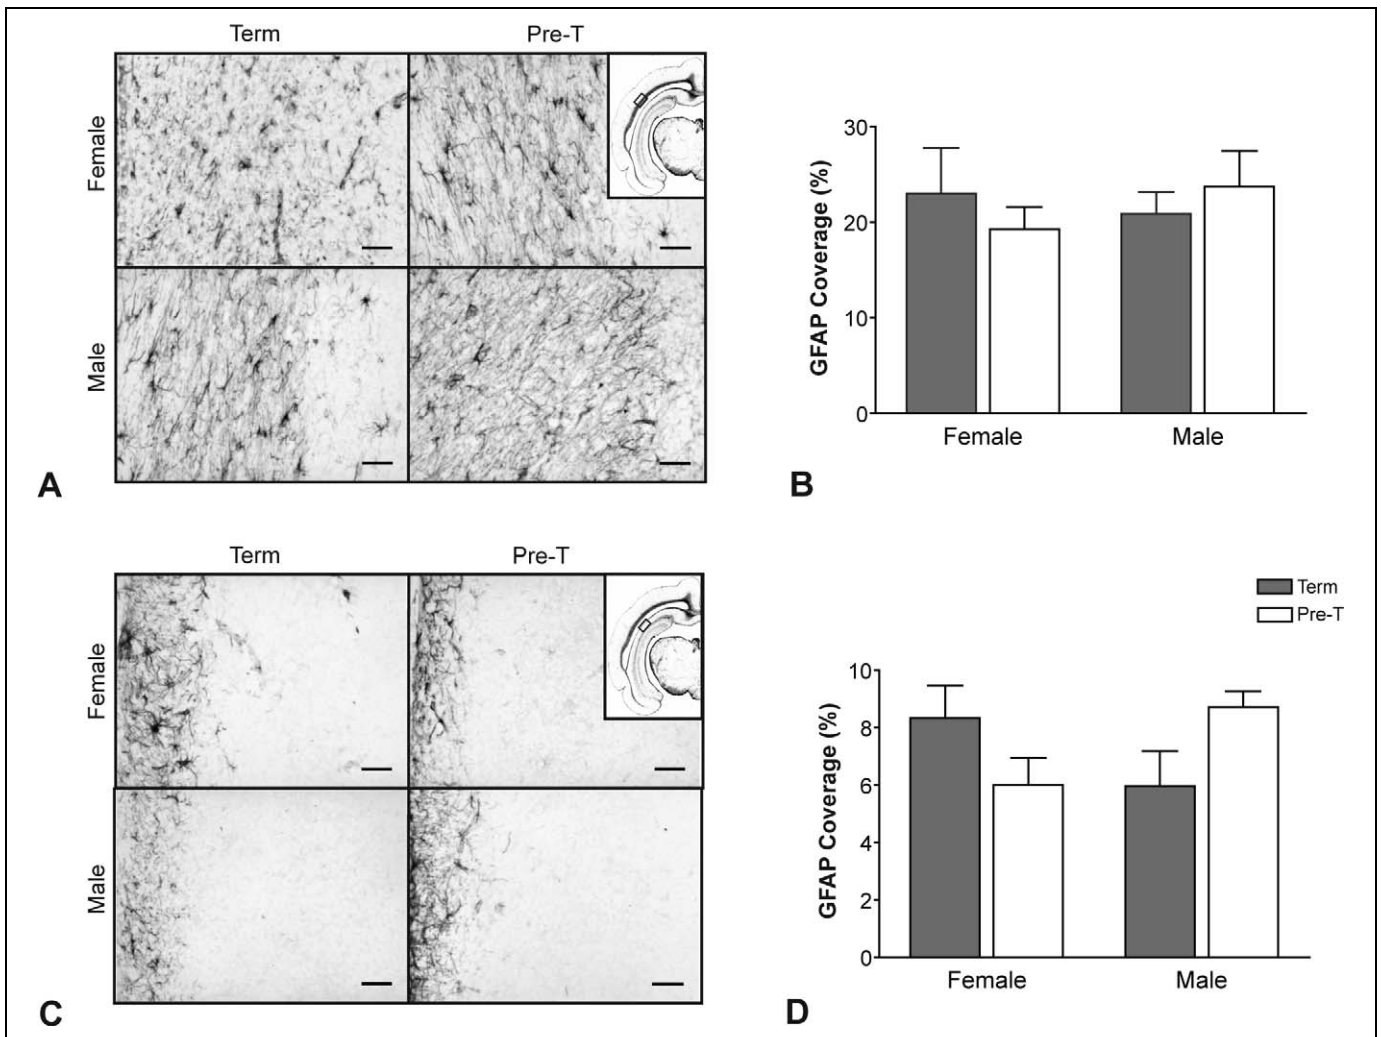 Term Pre-T
Female
Male
A
30
20
10
0
GFAP Coverage (%)
Female Male
B
Term Pre-T
Female
Male
C
Term
Pre-T
10
8
6
4
2
0
GFAP Coverage (%)
Female Male
D